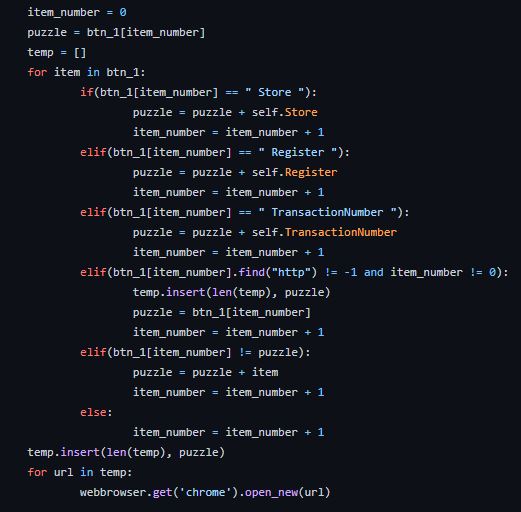 item_number = 0
puzzle = btn_1[item_number]
temp = []
for item in btn_1:
        if(btn_1[item_number] == " Store "):
                puzzle = puzzle + self.Store
                item_number = item_number + 1
        elif(btn_1[item_number] == " Register "):
                puzzle = puzzle + self.Register
                item_number = item_number + 1
        elif(btn_1[item_number] == " TransactionNumber "):
                puzzle = puzzle + self.TransactionNumber
                item_number = item_number + 1
        elif(btn_1[item_number].find("http") != -1 and item_number != 0):
                temp.insert(len(temp), puzzle)
                puzzle = btn_1[item_number]
                item_number = item_number + 1
        elif(btn_1[item_number] != puzzle):
                puzzle = puzzle + item
                item_number = item_number + 1
        else:
                item_number = item_number + 1
temp.insert(len(temp), puzzle)
for url in temp:
        webbrowser.get('chrome').open_new(url)